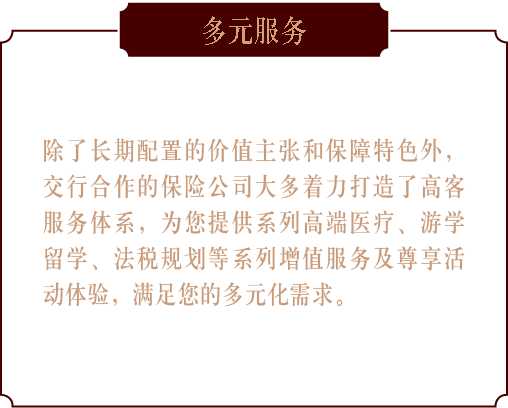 多元服务
除了长期配置的价值主张和保障特色外，
交行合作的保险公司大多着力打造了高客
服务体系，为您提供系列高端医疗、游学
留学、法税规划等系列增值服务及尊享活
动体验，满足您的多元化需求。